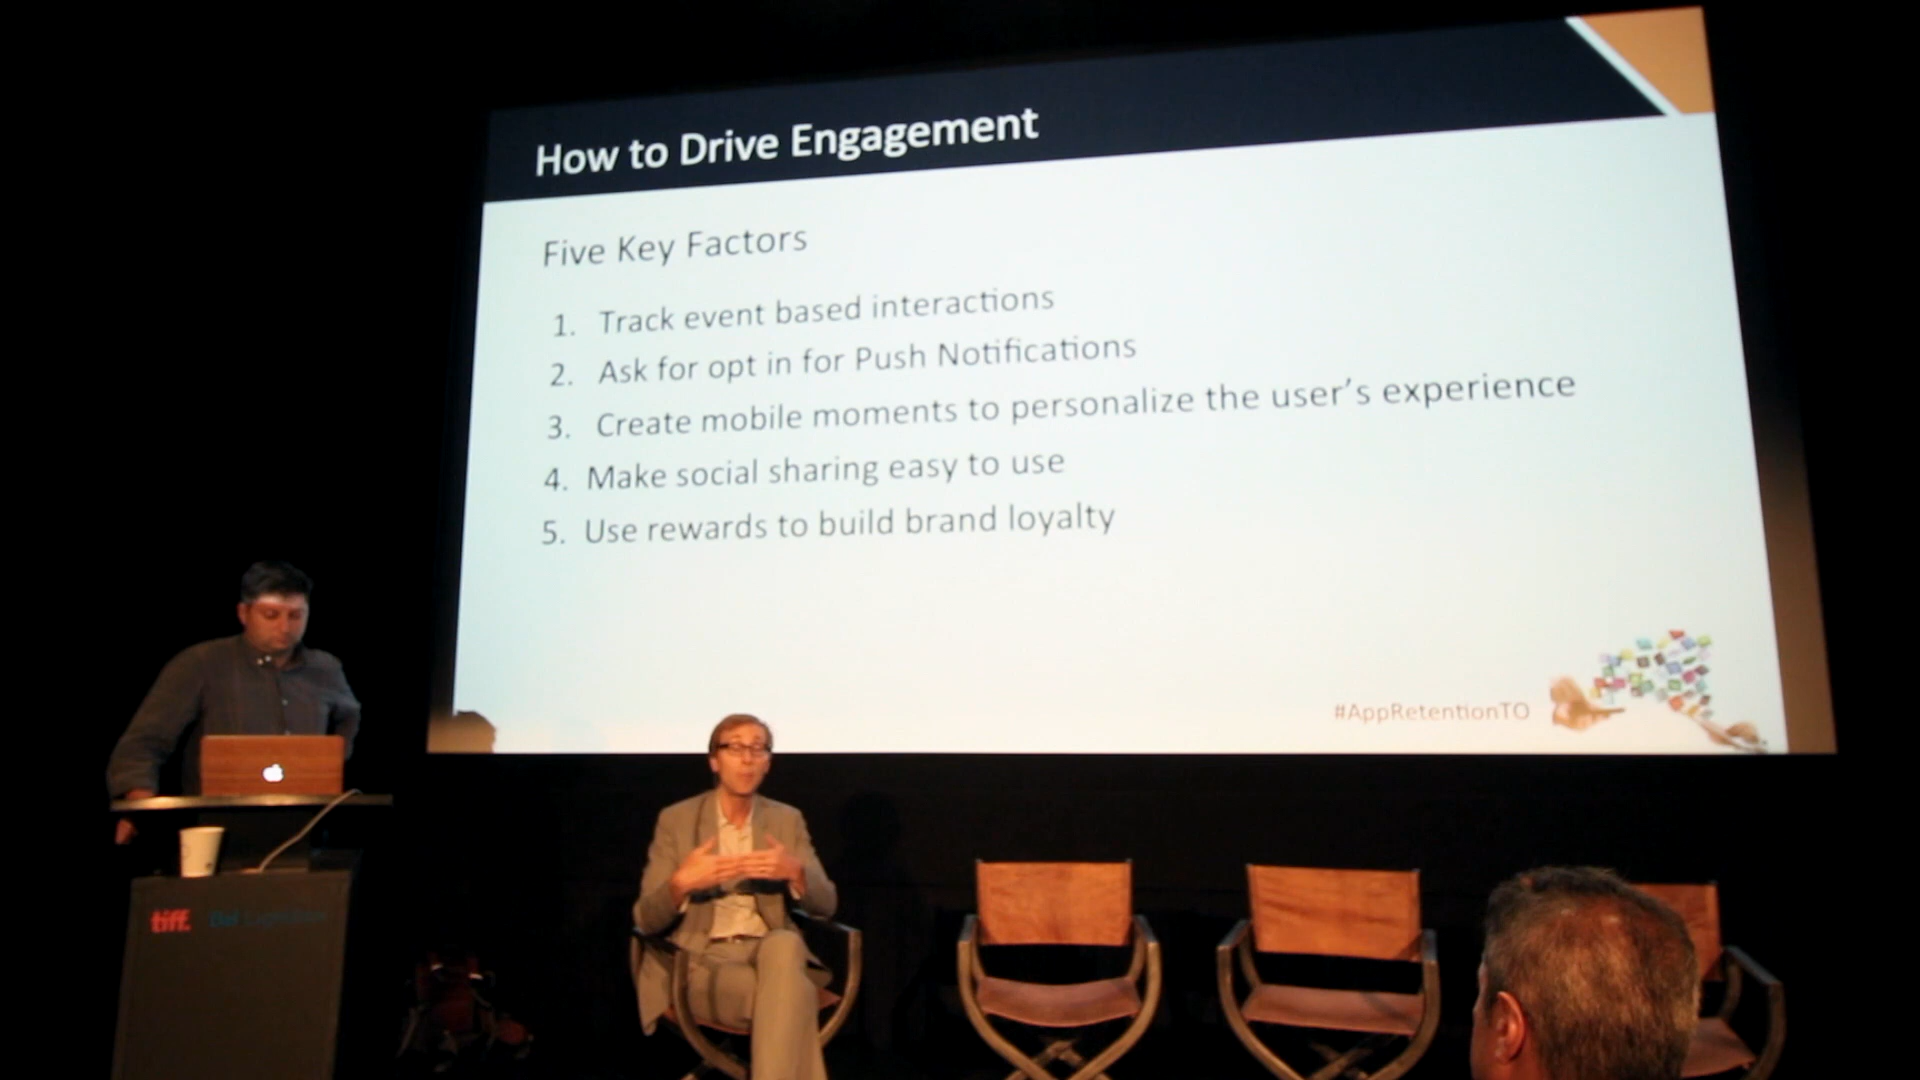 How to Drive Engagement
Five Key Factors
1. Track event based interactions
2. Ask for opt in for Push Notifications
3. Create mobile moments to personalize the user's experience
4. Make social sharing easy to use
5. Use rewards to build brand loyalty
#AppRetentionTO
tiff. Bell